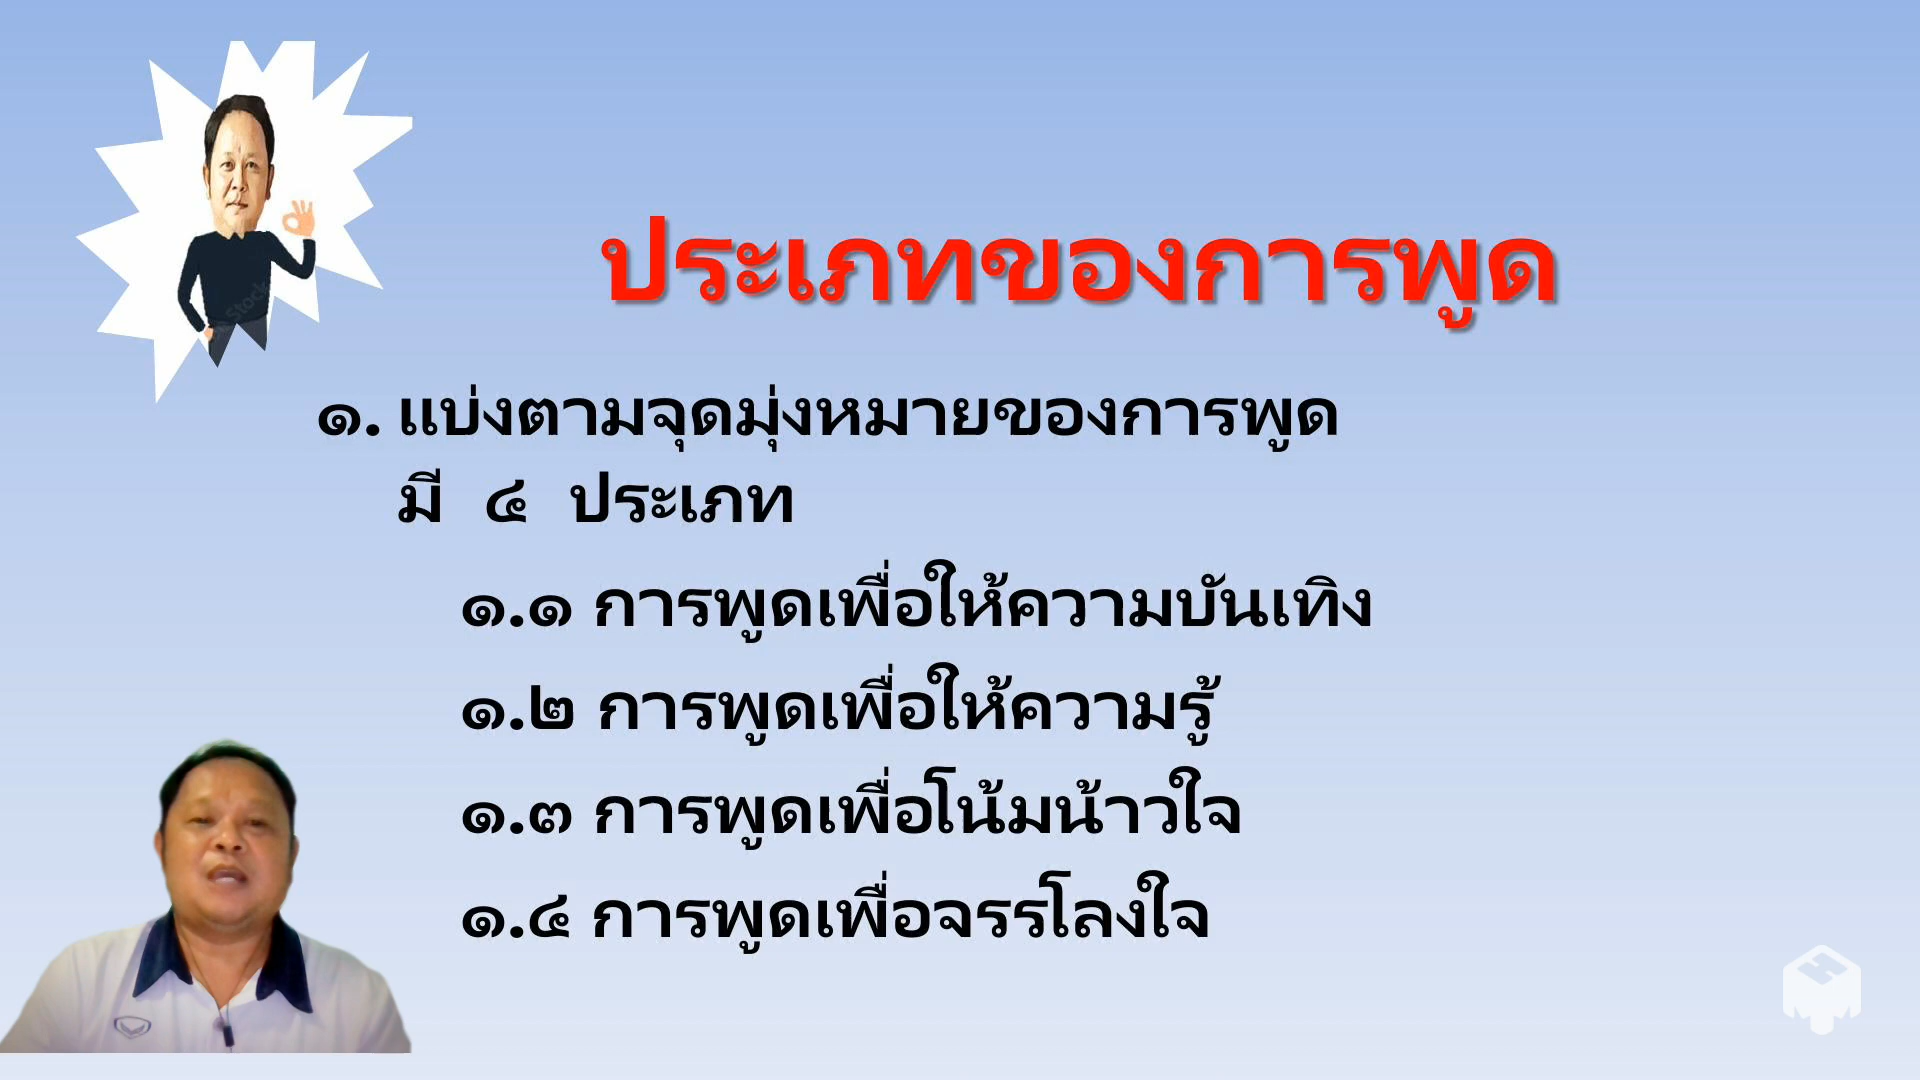 ประเภทของการพูด
๑. แบ่งตามจุดมุ่งหมายของการพูด
มี ๔ ประเภท
๑.๑ การพูดเพื่อให้ความบันเทิง
๑.๒ การพูดเพื่อให้ความรู้
๑.๓ การพูดเพื่อโน้มน้าวใจ
๑.๔ การพูดเพื่อจรรโลงใจ